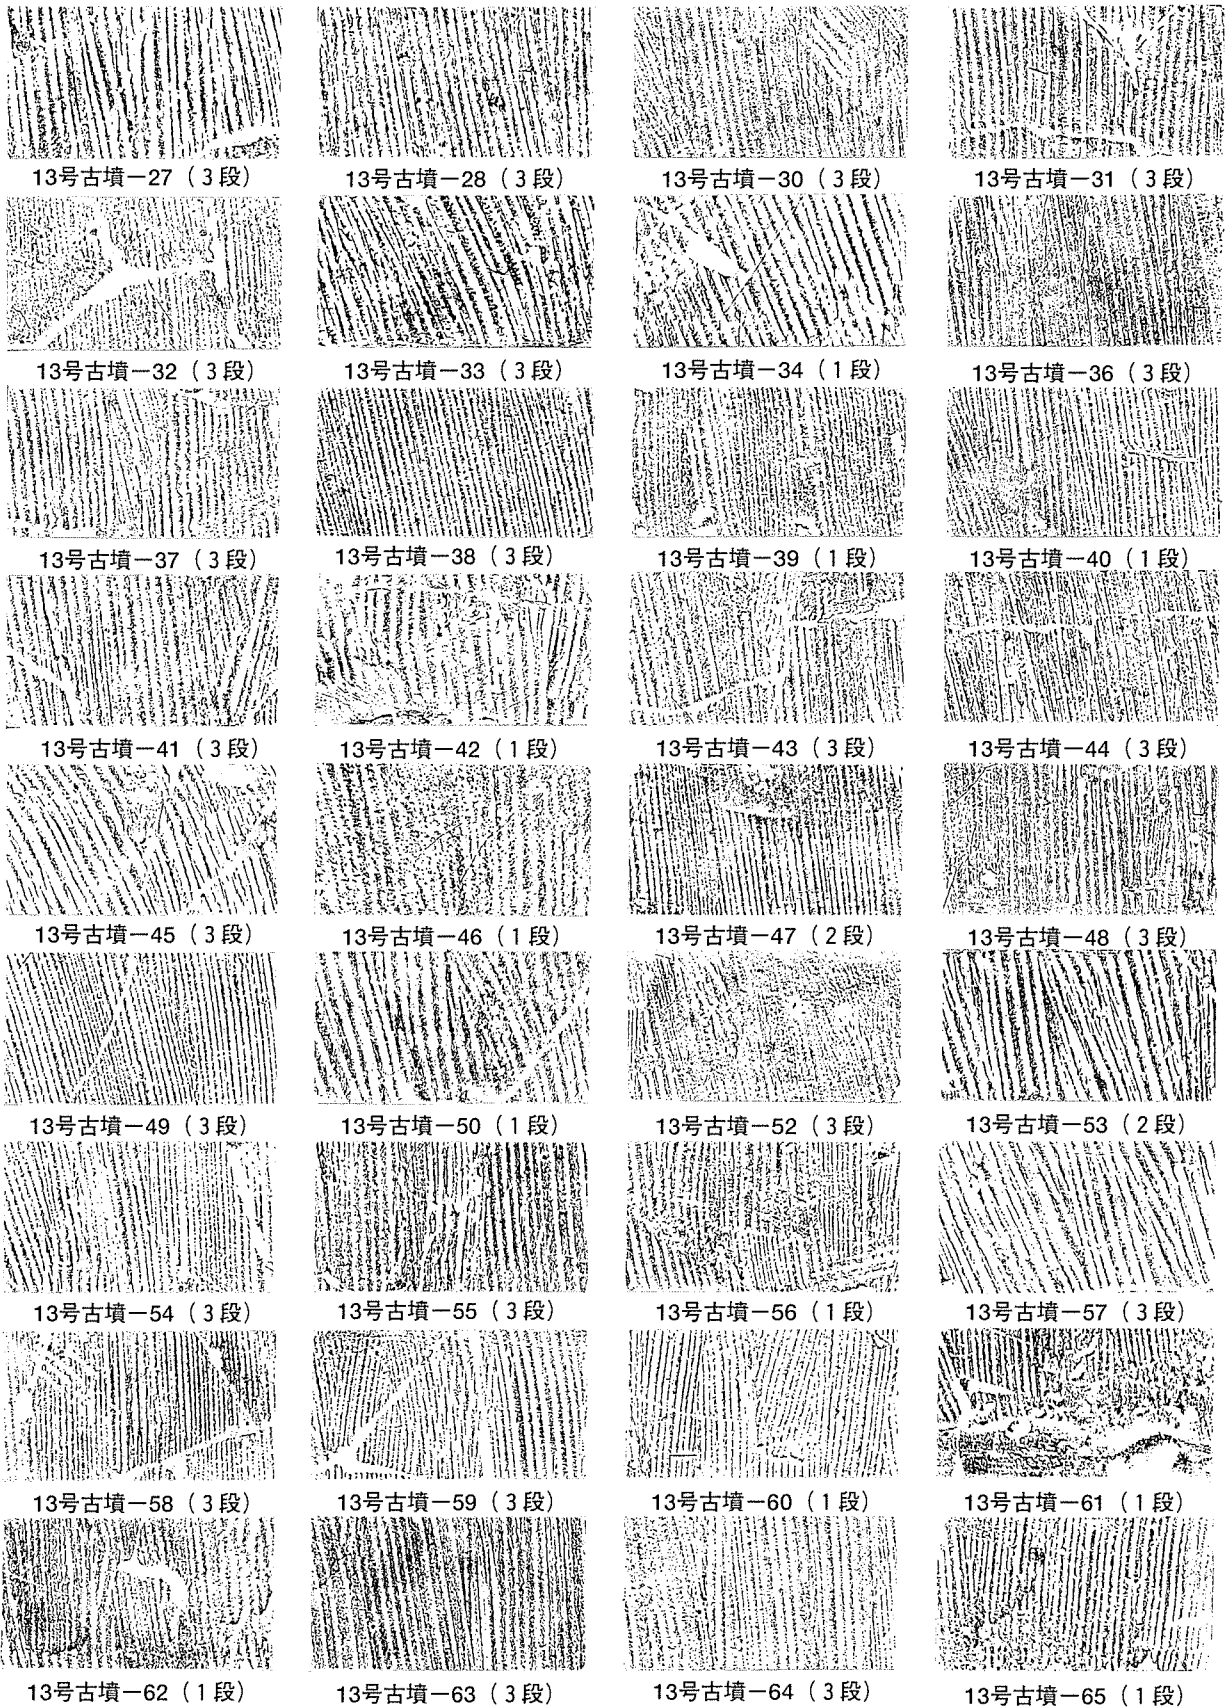 13号古墳−27（3段） 13号古墳−28（3段） 13号古墳−30（3段） 13号古墳−31（3段）
13号古墳−32（3段） 13号古墳−33（3段） 13号古墳−34（1段） 13号古墳−36（3段）
13号古墳−37（3段） 13号古墳−38（3段） 13号古墳−39（1段） 13号古墳−40（1段）
13号古墳−41（3段） 13号古墳−42（1段） 13号古墳−43（3段） 13号古墳−44（3段）
13号古墳−45（3段） 13号古墳−46（1段） 13号古墳−47（2段） 13号古墳−48（3段）
13号古墳−49（3段） 13号古墳−50（1段） 13号古墳−52（3段） 13号古墳−53（2段）
13号古墳−54（3段） 13号古墳−55（3段） 13号古墳−56（1段） 13号古墳−57（3段）
13号古墳−58（3段） 13号古墳−59（3段） 13号古墳−60（1段） 13号古墳−61（1段）
13号古墳−62（1段） 13号古墳−63（3段） 13号古墳−64（3段） 13号古墳−65（1段）